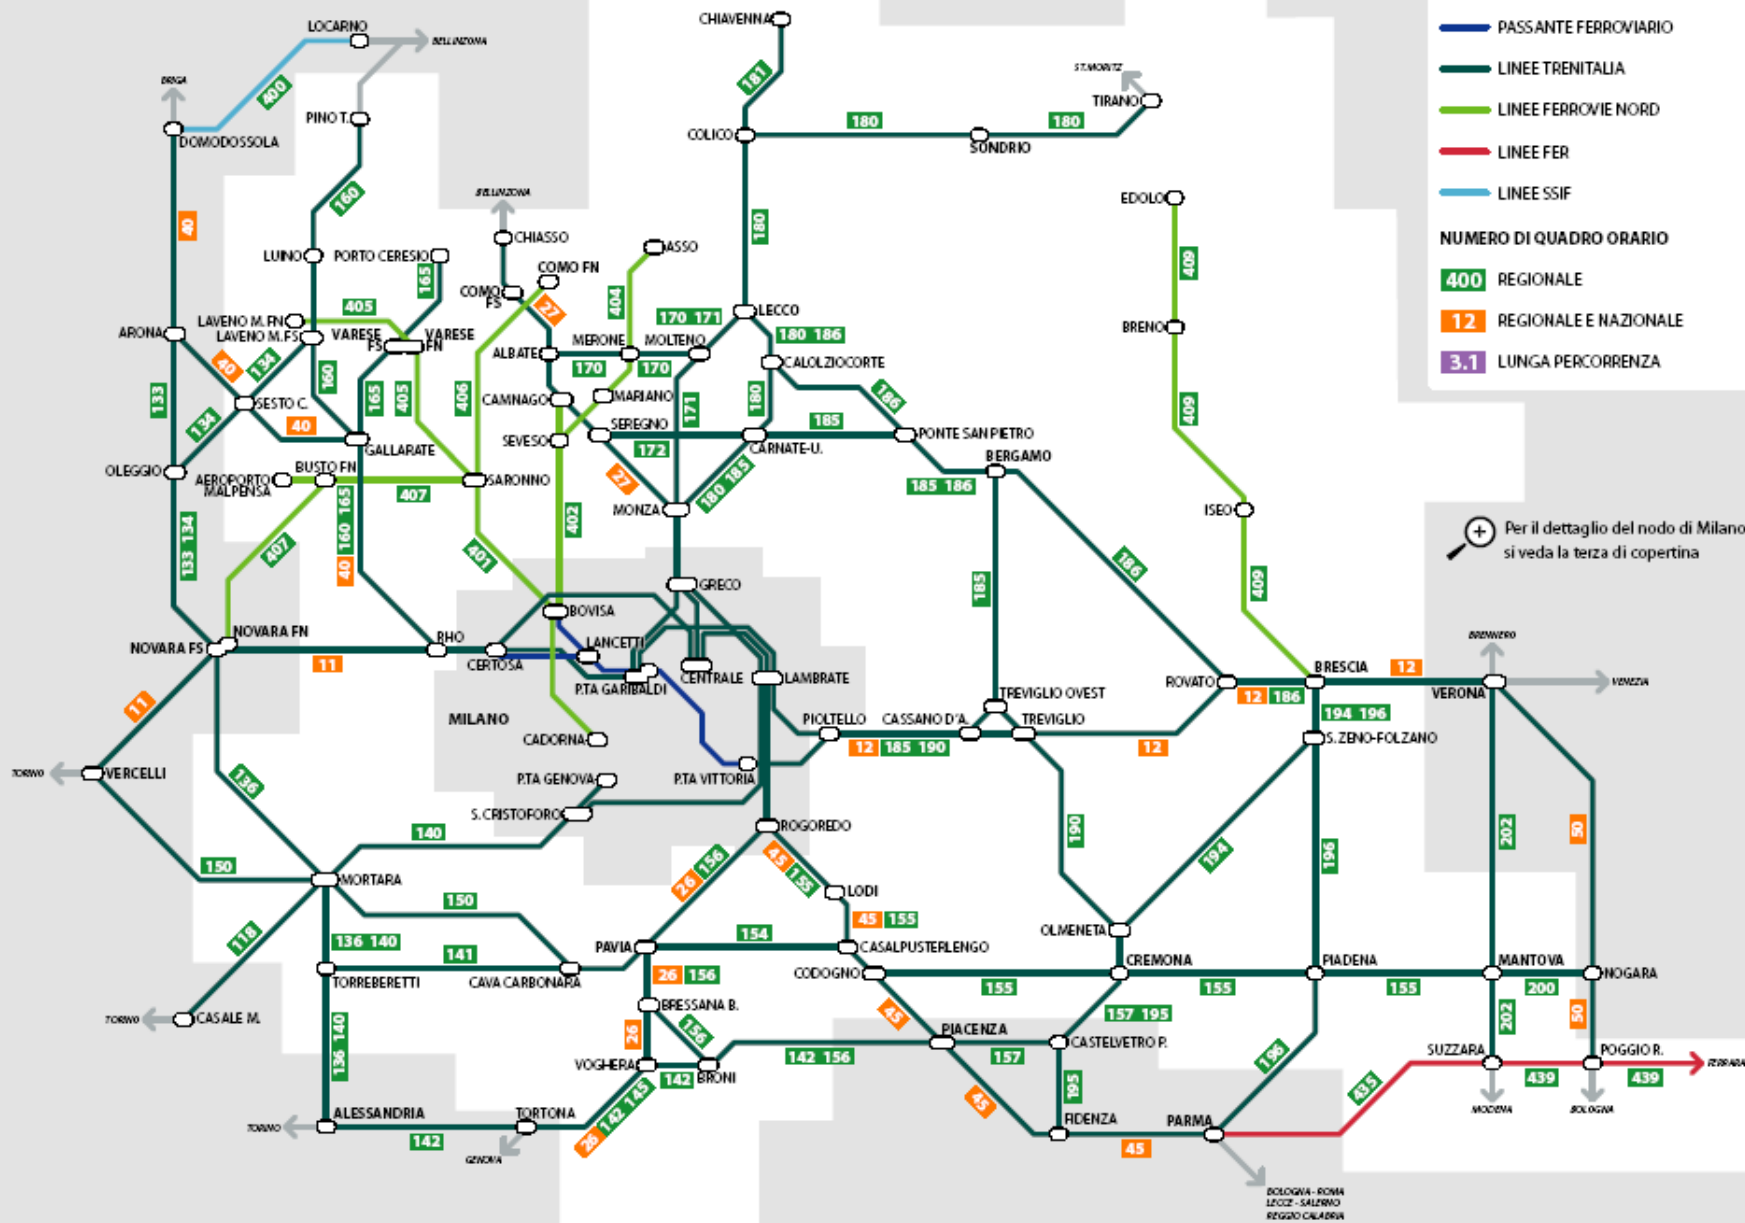 LOCARNO
BELLINZONA
BRIGA
400
DOMODOSSOLA
PINO T.
160
40
LUINO
PORTO CERESIO
165
LAVENO M. FN
405
LAVENO M.FS
VARESE
FS
VARESE
FN
ARONA
40
134
160
165
405
133
SESTO C.
134
40
GALLARATE
OLEGGIO
AEROPORTO
MALPENSA
BUSTO FN
407
SARONNO
133 134
407
40 160 165
401
NOVARA FS
NOVARA FN
11
RHO
CERTOSA
CHIAVENNA
181
ST.MORITZ
TIRANO
COLICO
180
SONDRIO
180
180
BELLINZONA
CHIASSO
COMO
FS
COMO FN
27
ASSO
404
406
ALBATE
MERONE
MOLTENO
170
170
170 171
LECCO
180 186
CALOLZIOCORTE
CAMNAGO
MARIANO
171
180
186
SEREGNO
SEVESO
172
CARNATE-U.
185
PONTE SAN PIETRO
27
180 185
MONZA
402
BERGAMO
185 186
185
186
EDOLO
409
BRENO
409
ISEO
409
GRECO
BOVISA
LANCETTI
P.TA GARIBALDI
CENTRALE
LAMBRATE
MILANO
CADORNA
P.TA GENOVA
P.TA VITTORIA
S. CRISTOFORO
ROGOREDO
PIOLTELLO
12 185 190
CASSANO D'A.
TREVIGLIO OVEST
TREVIGLIO
12
ROVATO
12 186
BRESCIA
12
VERONA
BRENNERO
VENEZIA
194 196
S.ZENO-FOLZANO
11
TORINO
VERCELLI
136
140
150
MORTARA
150
118
136 140
141
TORREBERETTI
CAVA CARBONARA
TORINO
CASALE M.
136 140
TORINO
ALESSANDRIA
142
TORTONA
GENOVA
26 142 145
26 156
45 155
LODI
45 155
PAVIA
154
CASALPUSTERLENGO
26 156
BRESSANA B.
26
156
VOGHERA
142
BRONI
142 156
CODOGNO
45
155
PIACENZA
157
45
190
194
196
OLMENETA
CREMONA
155
157 195
CASTELVETRO P.
195
FIDENZA
45
PARMA
196
PIADENA
155
MANTOVA
200
NOGARA
202
50
202
50
SUZZARA
439
POGGIO R.
439
FERRARA
435
MODENA
BOLOGNA
BOLOGNA - ROMA
LECCE - SALERNO
REGGIO CALABRIA
PASSANTE FERROVIARIO
LINEE TRENITALIA
LINEE FERROVIE NORD
LINEE FER
LINEE SSIF
NUMERO DI QUADRO ORARIO
400 REGIONALE
12 REGIONALE E NAZIONALE
3.1 LUNGA PERCORRENZA
Per il dettaglio del nodo di Milano
si veda la terza di copertina